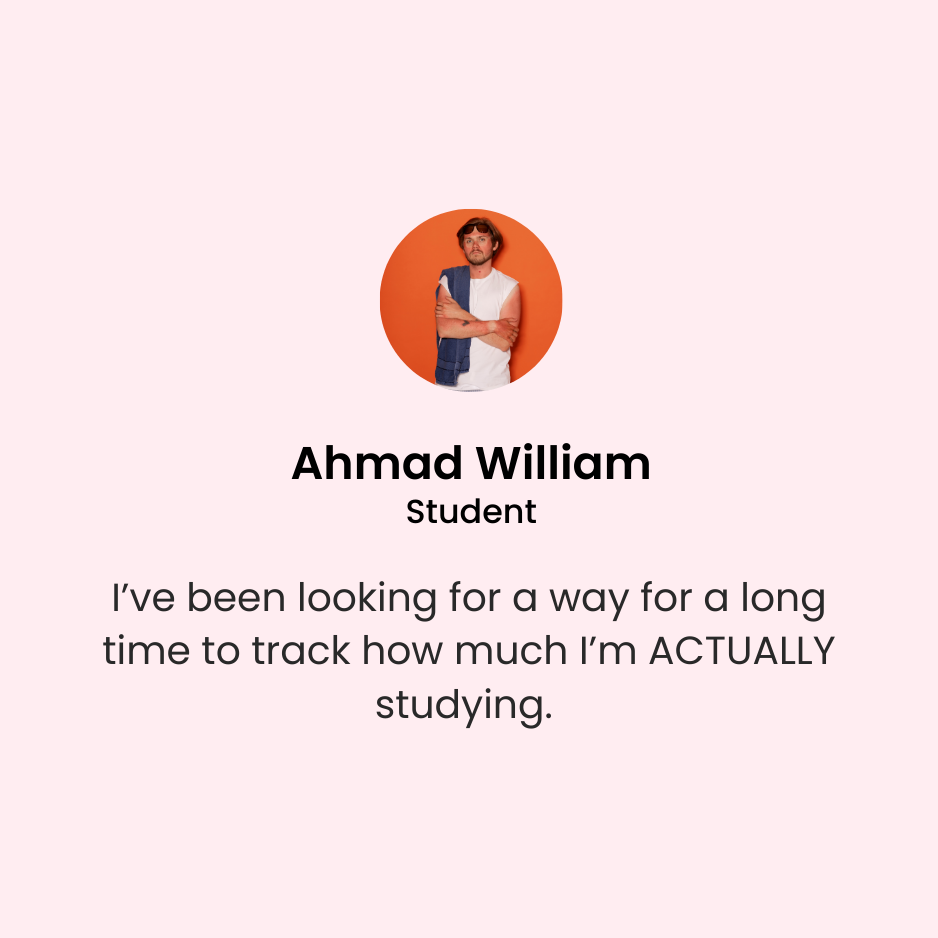 Ahmad William
Student
I’ve been looking for a way for a long
time to track how much I’m ACTUALLY
studying.